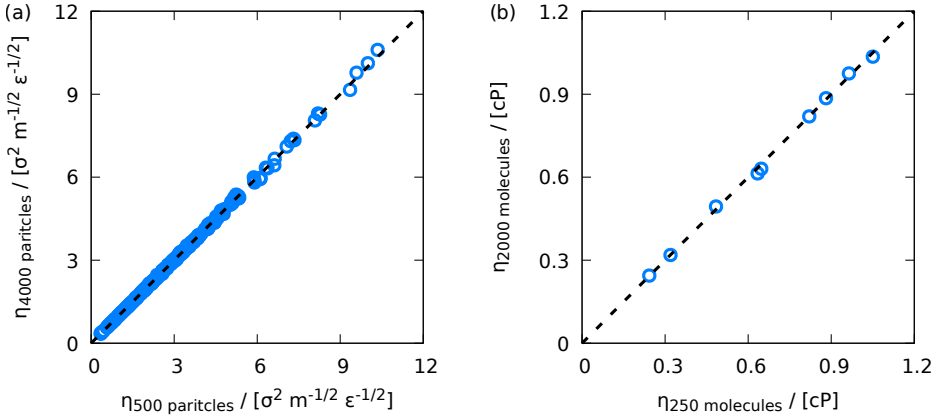 (a)
12
9
6
3
0
0 3 6 9 12
η4000 paritcles / [σ² m⁻¹/² ε⁻¹/²]
η500 paritcles / [σ² m⁻¹/² ε⁻¹/²]
(b)
1.2
0.9
0.6
0.3
0
0 0.3 0.6 0.9 1.2
η2000 molecules / [cP]
η250 molecules / [cP]